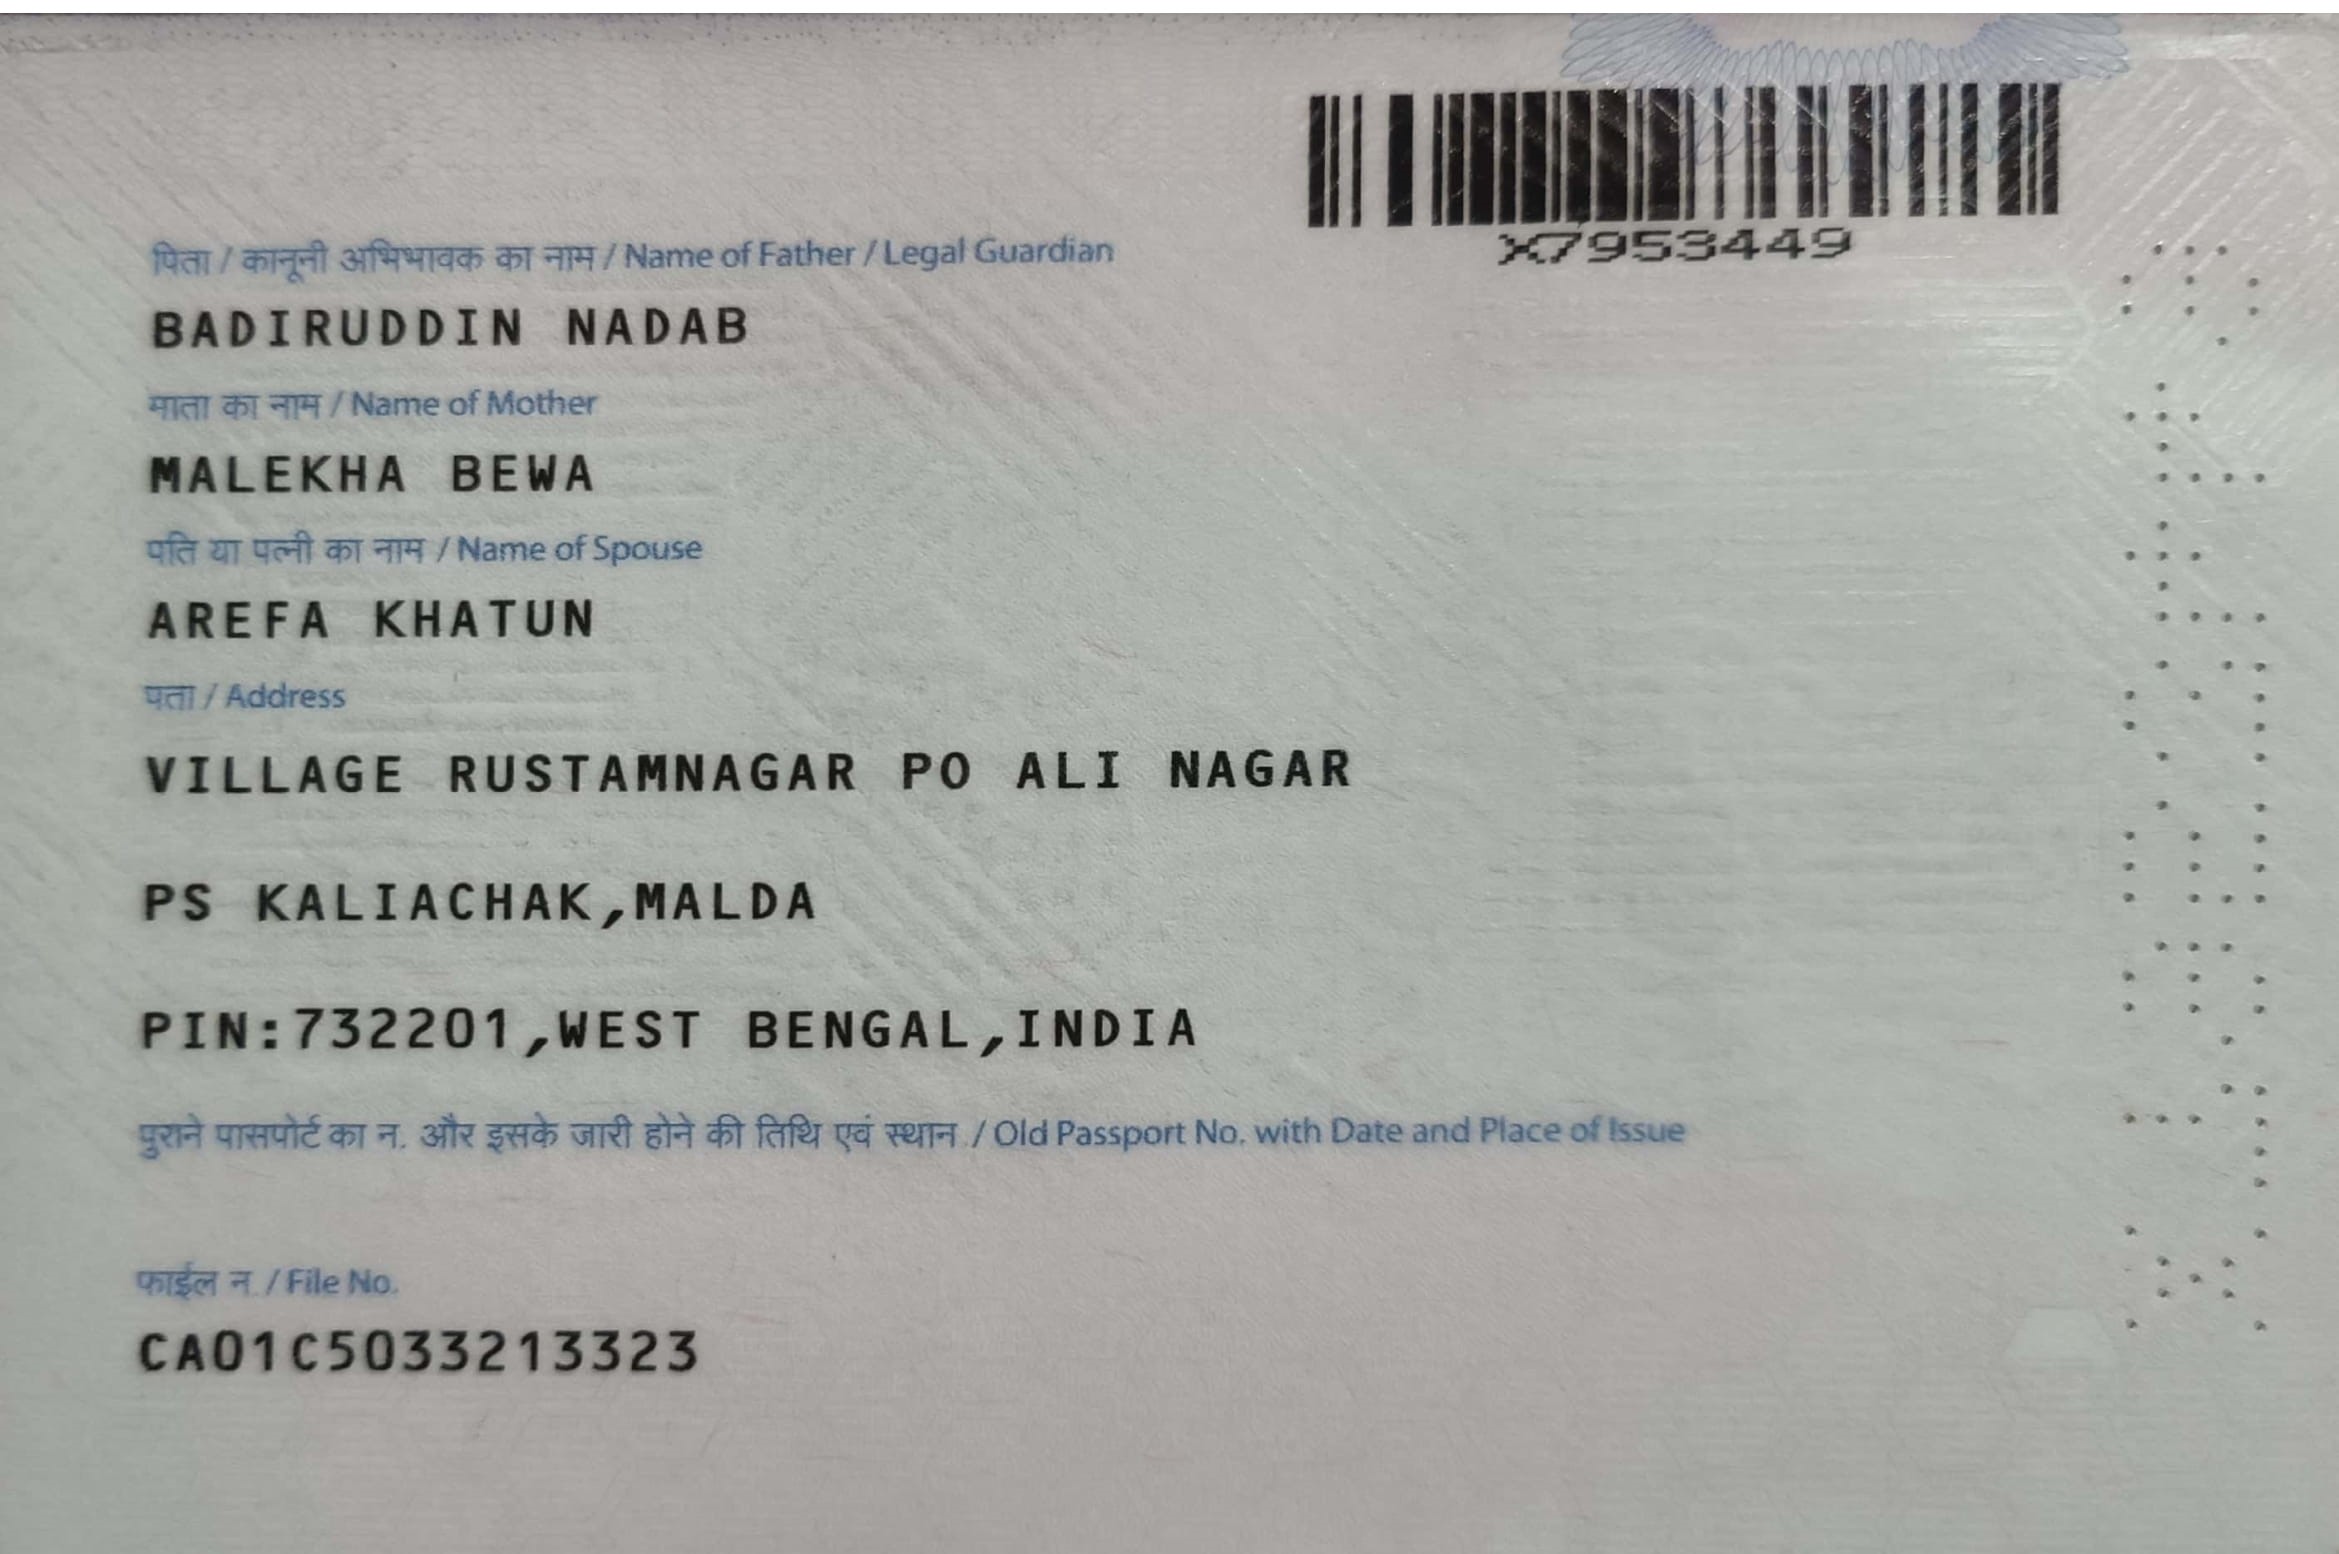 X7953449
पिता / कानूनी अभिभावक का नाम / Name of Father / Legal Guardian
BADIRUDDIN NADAB
माता का नाम / Name of Mother
MALEKHA BEWA
पति या पत्नी का नाम / Name of Spouse
AREFA KHATUN
पता / Address
VILLAGE RUSTAMNAGAR PO ALI NAGAR
PS KALIACHAK,MALDA
PIN:732201,WEST BENGAL,INDIA
पुराने पासपोर्ट का न. और इसके जारी होने की तिथि एवं स्थान / Old Passport No. with Date and Place of Issue
फाईल न. / File No.
CA01C5033213323
X7953449